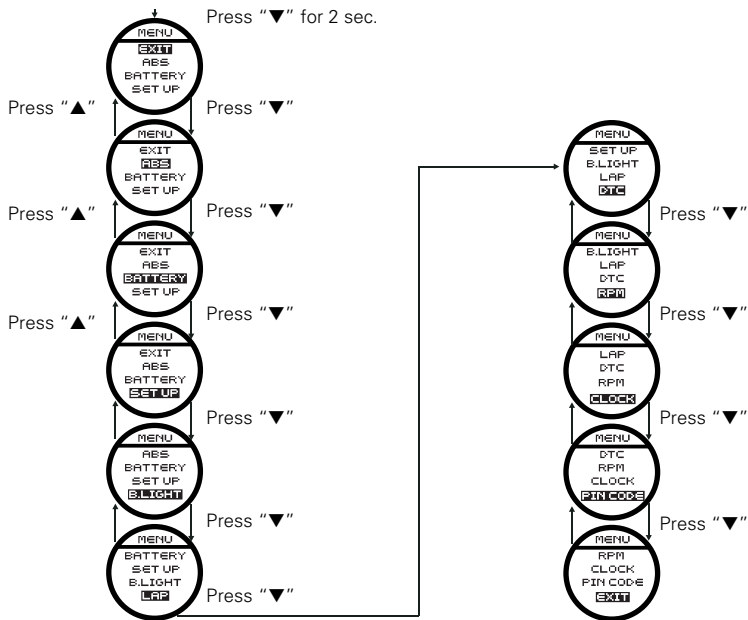 Press “▼” for 2 sec.
MENU
EXIT
ABS
BATTERY
SET UP
Press “▲”
Press “▼”
MENU
EXIT
ABS
BATTERY
SET UP
Press “▲”
Press “▼”
MENU
EXIT
ABS
BATTERY
SET UP
Press “▲”
Press “▼”
MENU
EXIT
ABS
BATTERY
SET UP
Press “▼”
MENU
ABS
BATTERY
SET UP
B.LIGHT
Press “▼”
MENU
BATTERY
SET UP
B.LIGHT
LAP
Press “▼”
MENU
SET UP
B.LIGHT
LAP
DTC
Press “▼”
MENU
B.LIGHT
LAP
DTC
RPM
Press “▼”
MENU
LAP
DTC
RPM
CLOCK
Press “▼”
MENU
DTC
RPM
CLOCK
PIN CODE
Press “▼”
MENU
RPM
CLOCK
PIN CODE
EXIT